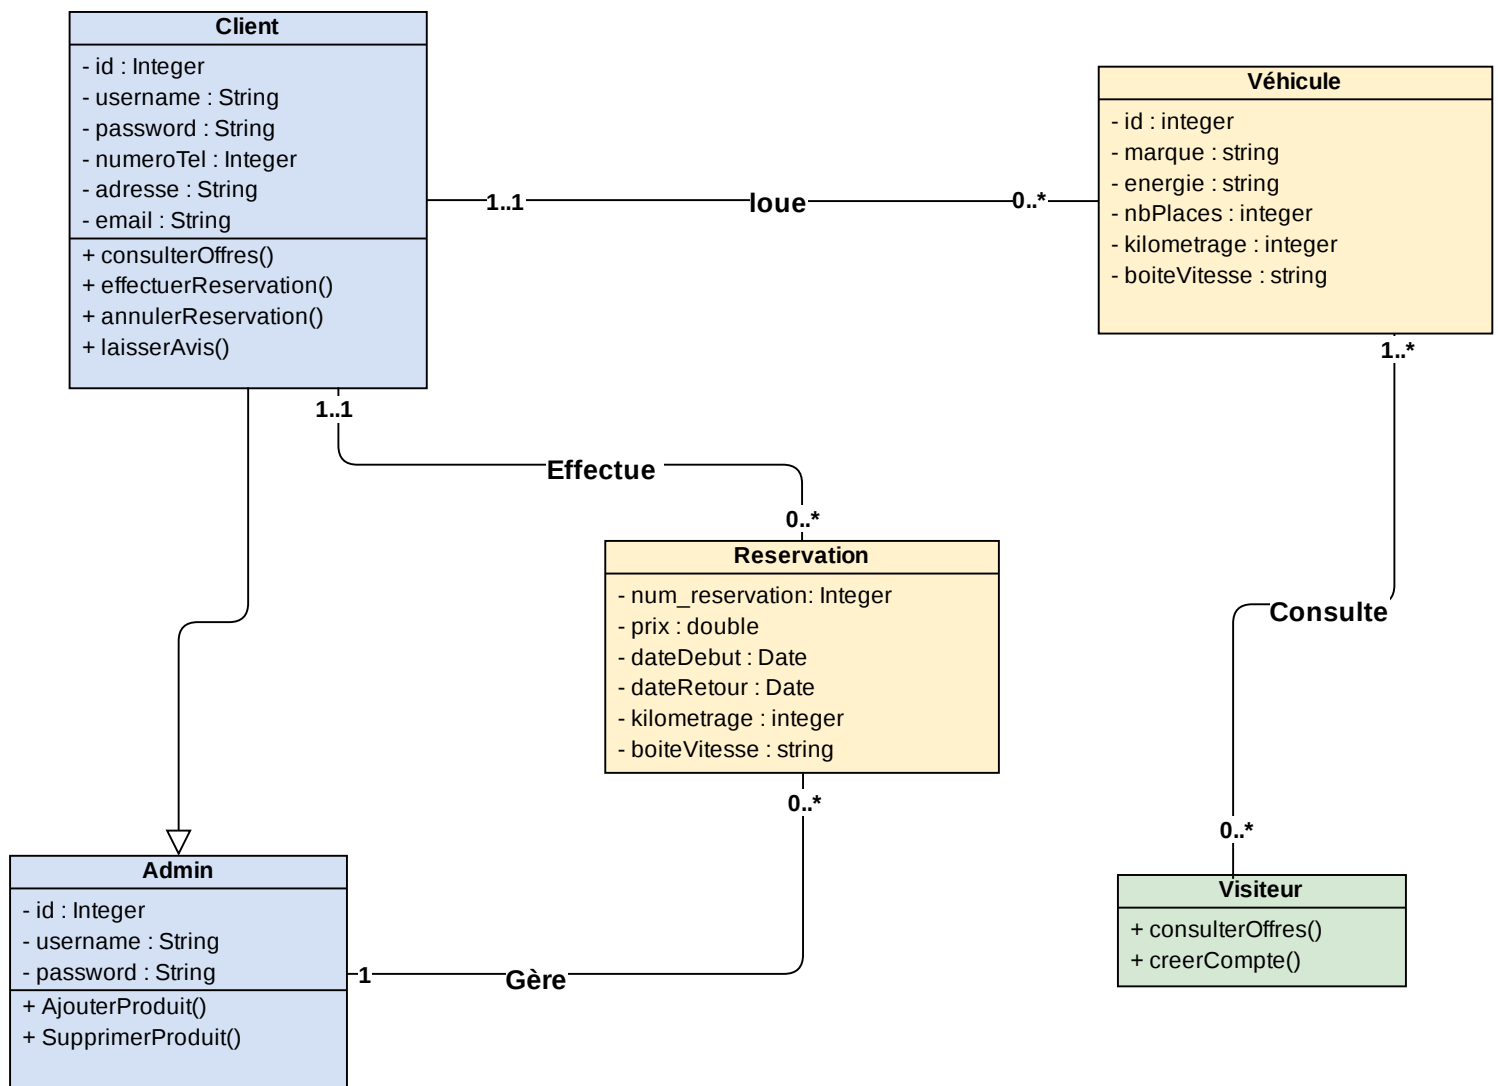 Client
- id : Integer
- username : String
- password : String
- numeroTel : Integer
- adresse : String
- email : String
+ consulterOffres()
+ effectuerReservation()
+ annulerReservation()
+ laisserAvis()
Véhicule
- id : integer
- marque : string
- energie : string
- nbPlaces : integer
- kilometrage : integer
- boiteVitesse : string
1..1
loue
0..*
1..1
Effectue
0..*
1..*
Consulte
0..*
Reservation
- num_reservation: Integer
- prix : double
- dateDebut : Date
- dateRetour : Date
- kilometrage : integer
- boiteVitesse : string
0..*
Gère
1
Admin
- id : Integer
- username : String
- password : String
+ AjouterProduit()
+ SupprimerProduit()
Visiteur
+ consulterOffres()
+ creerCompte()